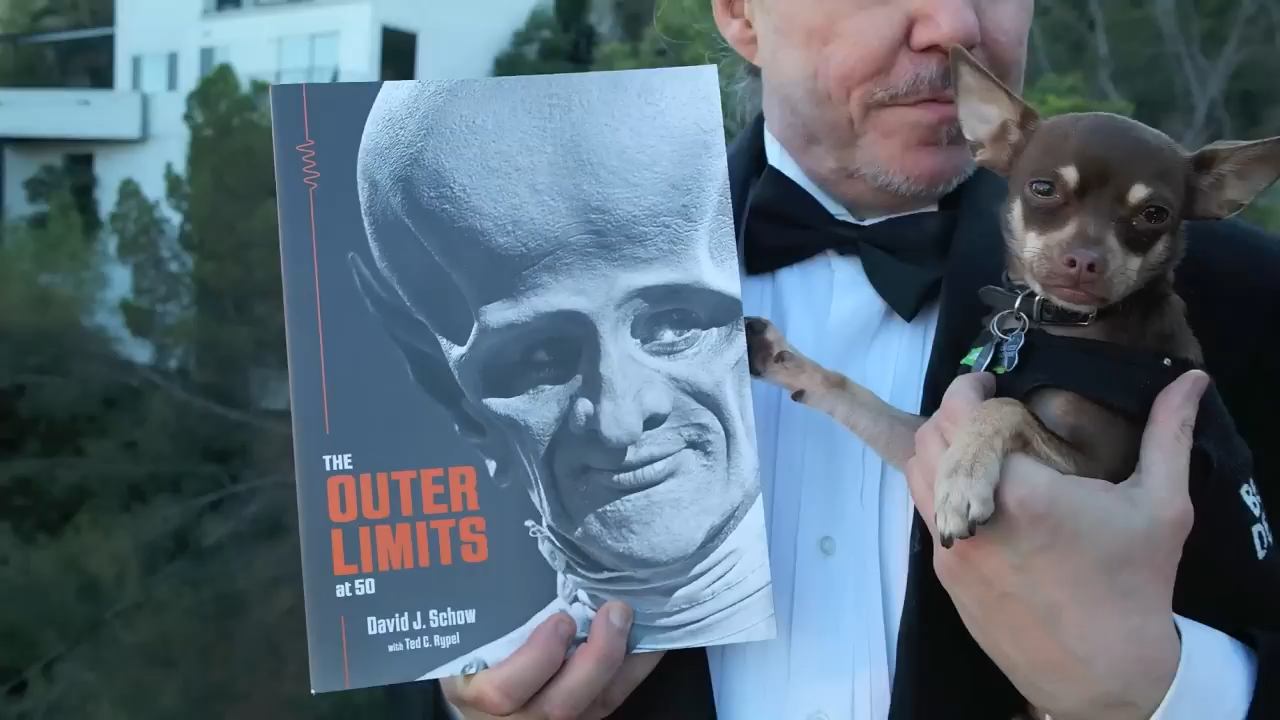 THE
OUTER
LIMITS
at 50
David J. Schow
with Ted C. Rypel